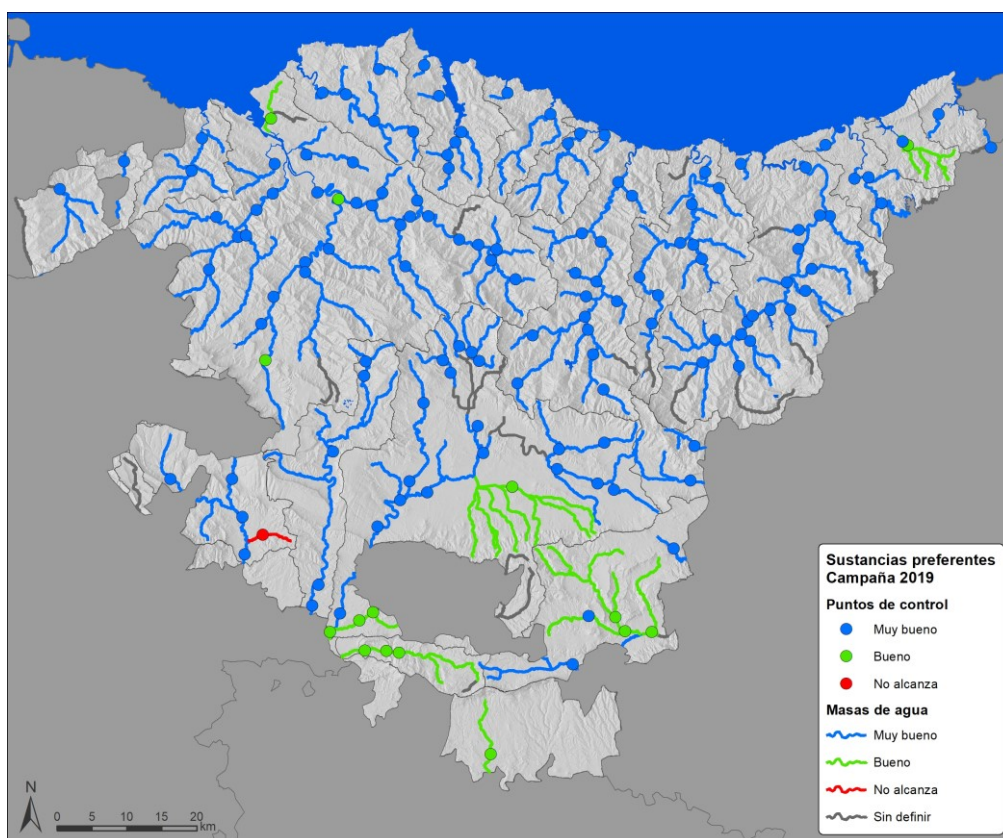 Sustancias preferentes
Campaña 2019
Puntos de control
Muy bueno
Bueno
No alcanza
Masas de agua
Muy bueno
Bueno
No alcanza
Sin definir
N
0 5 10 15 20
km